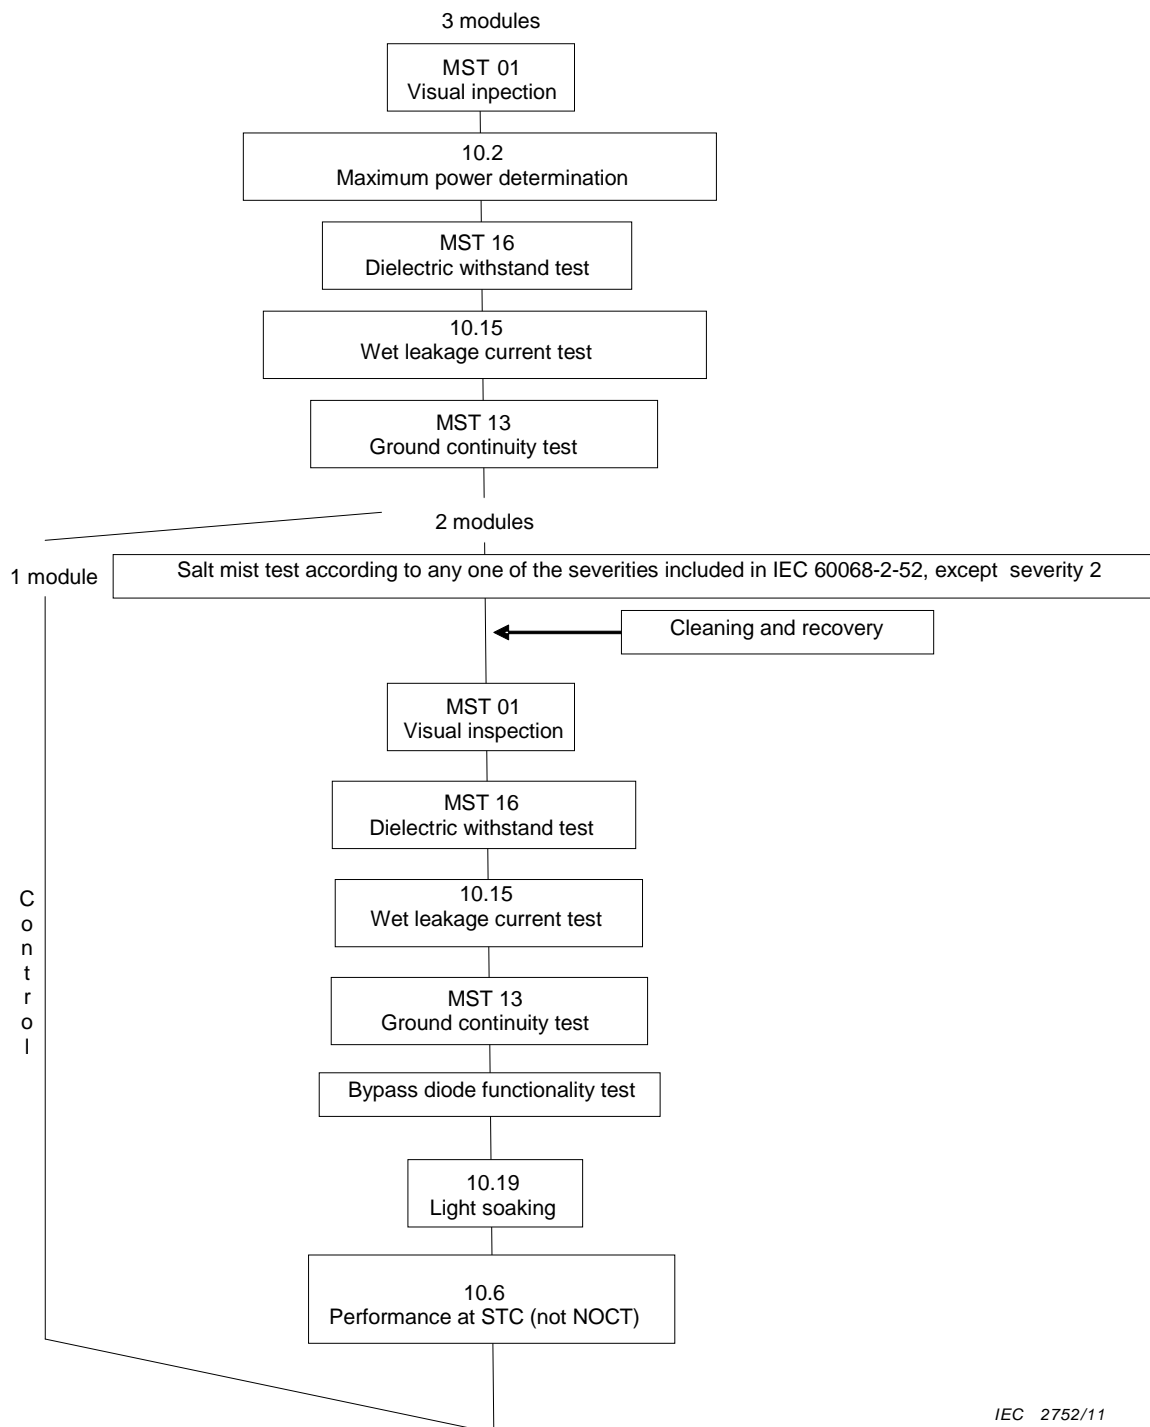 3 modules
MST 01
Visual inpection
10.2
Maximum power determination
MST 16
Dielectric withstand test
10.15
Wet leakage current test
MST 13
Ground continuity test
2 modules
1 module
Salt mist test according to any one of the severities included in IEC 60068-2-52, except severity 2
Cleaning and recovery
MST 01
Visual inspection
MST 16
Dielectric withstand test
10.15
Wet leakage current test
MST 13
Ground continuity test
Control
Bypass diode functionality test
10.19
Light soaking
10.6
Performance at STC (not NOCT)
IEC 2752/11